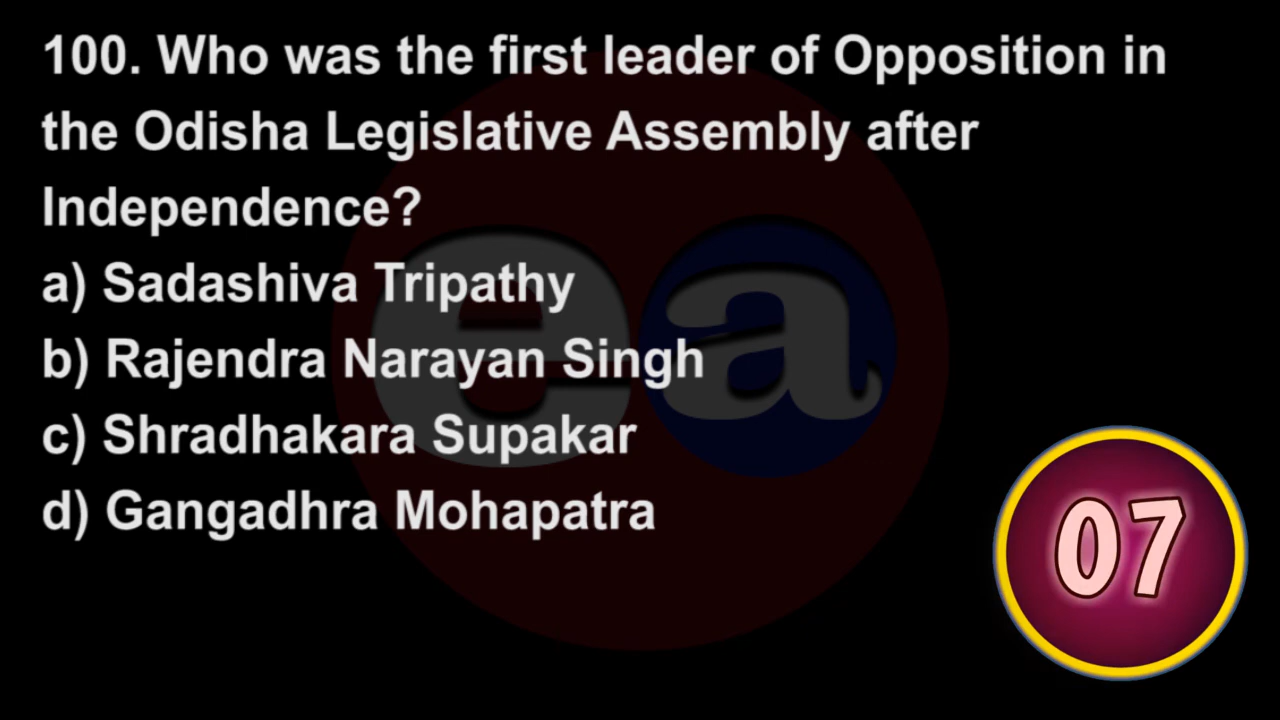 100. Who was the first leader of Opposition in
the Odisha Legislative Assembly after
Independence?
a) Sadashiva Tripathy
b) Rajendra Narayan Singh
c) Shradhakara Supakar
d) Gangadhra Mohapatra
ea
07